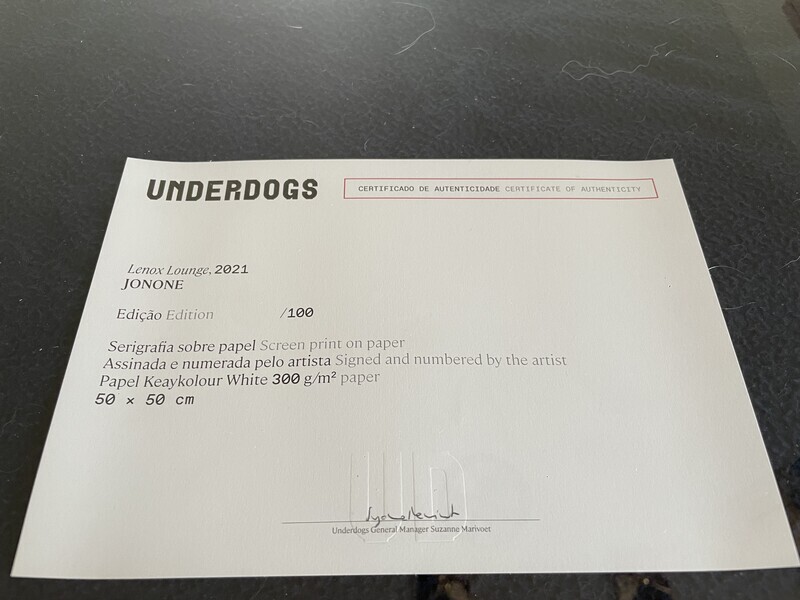 UNDERDOGS
CERTIFICADO DE AUTENTICIDADE CERTIFICATE OF AUTHENTICITY
Lenox Lounge, 2021
JONONE
Edição Edition /100
Serigrafia sobre papel Screen print on paper
Assinada e numerada pelo artista Signed and numbered by the artist
Papel Keaykolour White 300 g/m² paper
50 × 50 cm
UD
Underdogs General Manager Suzanne Marivoet